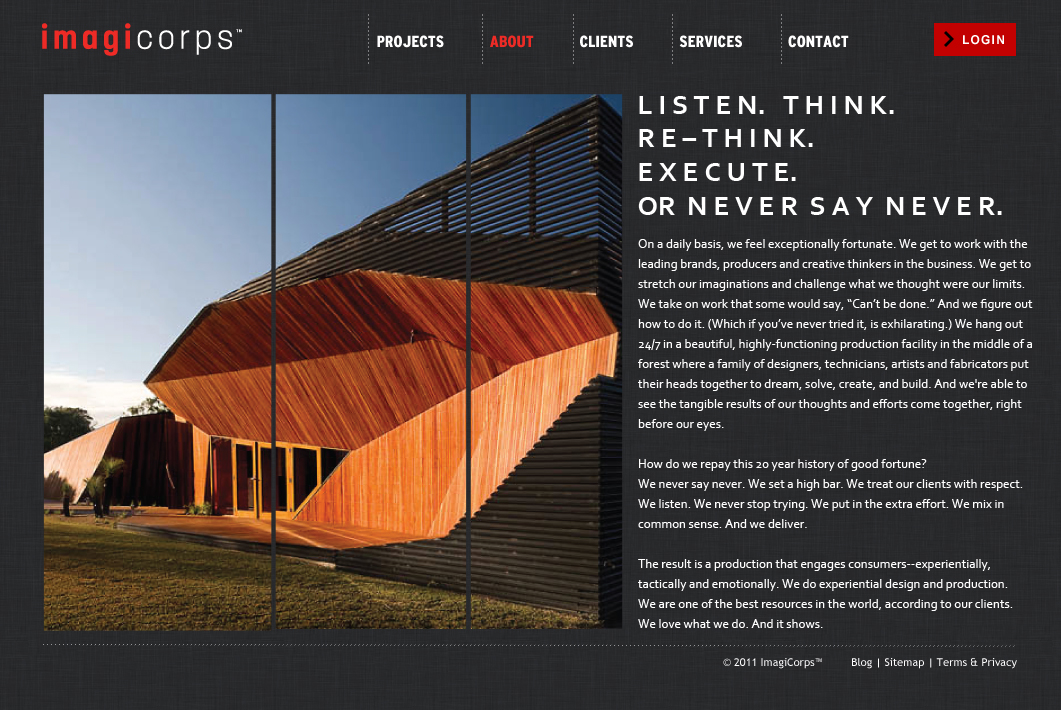 imagicorps™
PROJECTS
ABOUT
CLIENTS
SERVICES
CONTACT
LOGIN
LISTEN. THINK.
RE–THINK.
EXECUTE.
OR NEVER SAY NEVER.
On a daily basis, we feel exceptionally fortunate. We get to work with the
leading brands, producers and creative thinkers in the business. We get to
stretch our imaginations and challenge what we thought were our limits.
We take on work that some would say, “Can’t be done.” And we figure out
how to do it. (Which if you’ve never tried it, is exhilarating.) We hang out
24/7 in a beautiful, highly-functioning production facility in the middle of a
forest where a family of designers, technicians, artists and fabricators put
their heads together to dream, solve, create, and build. And we're able to
see the tangible results of our thoughts and efforts come together, right
before our eyes.
How do we repay this 20 year history of good fortune?
We never say never. We set a high bar. We treat our clients with respect.
We listen. We never stop trying. We put in the extra effort. We mix in
common sense. And we deliver.
The result is a production that engages consumers--experientially,
tactically and emotionally. We do experiential design and production.
We are one of the best resources in the world, according to our clients.
We love what we do. And it shows.
© 2011 ImagiCorps™ Blog | Sitemap | Terms & Privacy